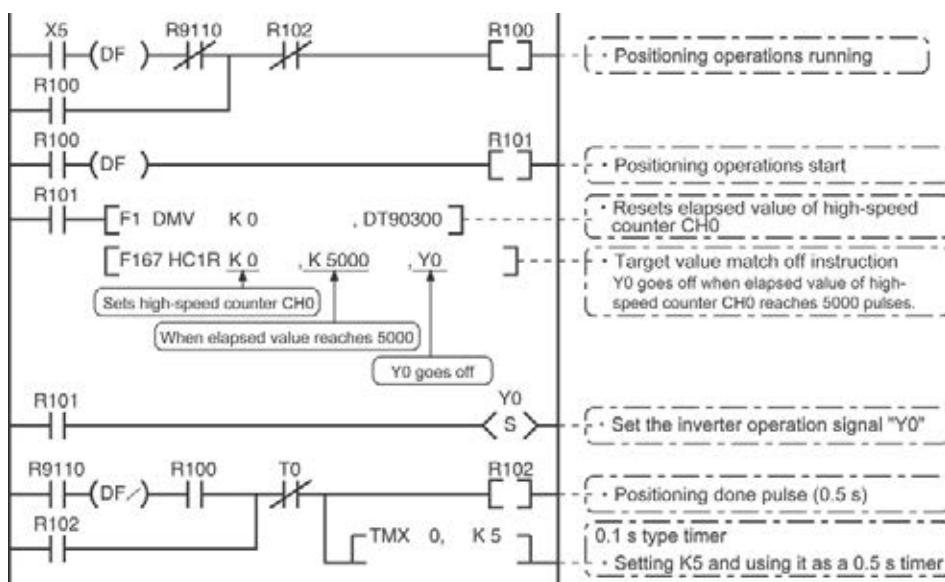 X5 R9110 R102 R100
(DF )
· Positioning operations running
R100
R100 R101
(DF )
· Positioning operations start
R101
F1 DMV K 0 , DT90300
· Resets elapsed value of high-speed
counter CH0
F167 HC1R K 0 , K 5000 , Y0
· Target value match off instruction
Y0 goes off when elapsed value of high-
speed counter CH0 reaches 5000 pulses.
Sets high-speed counter CH0
When elapsed value reaches 5000
Y0 goes off
R101 Y0
S
· Set the inverter operation signal "Y0"
R9110 R100 T0 R102
(DF/)
· Positioning done pulse (0.5 s)
R102
TMX 0, K 5
0.1 s type timer
· Setting K5 and using it as a 0.5 s timer